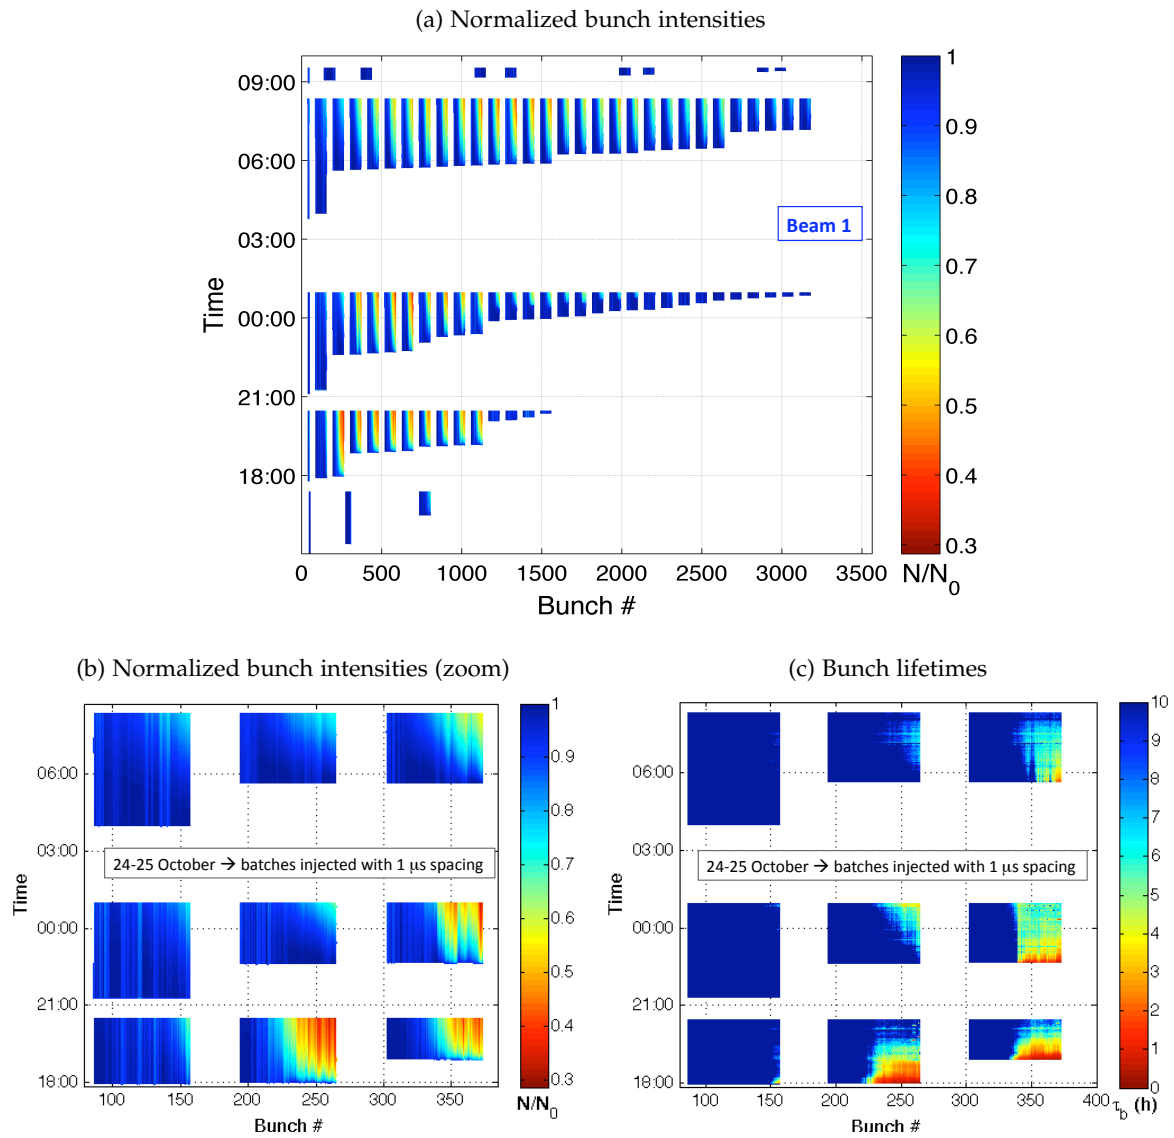 (a) Normalized bunch intensities
09:00
06:00
03:00
00:00
21:00
18:00
Time
Beam 1
0 500 1000 1500 2000 2500 3000 3500
Bunch #
1
0.9
0.8
0.7
0.6
0.5
0.4
0.3
N/N0
(b) Normalized bunch intensities (zoom)
06:00
03:00
00:00
21:00
18:00
Time
24-25 October → batches injected with 1 μs spacing
100 150 200 250 300 350
Bunch #
1
0.9
0.8
0.7
0.6
0.5
0.4
0.3
N/N0
(c) Bunch lifetimes
06:00
03:00
00:00
21:00
18:00
Time
24-25 October → batches injected with 1 μs spacing
100 150 200 250 300 350 400
Bunch #
10
9
8
7
6
5
4
3
2
1
0
τb (h)